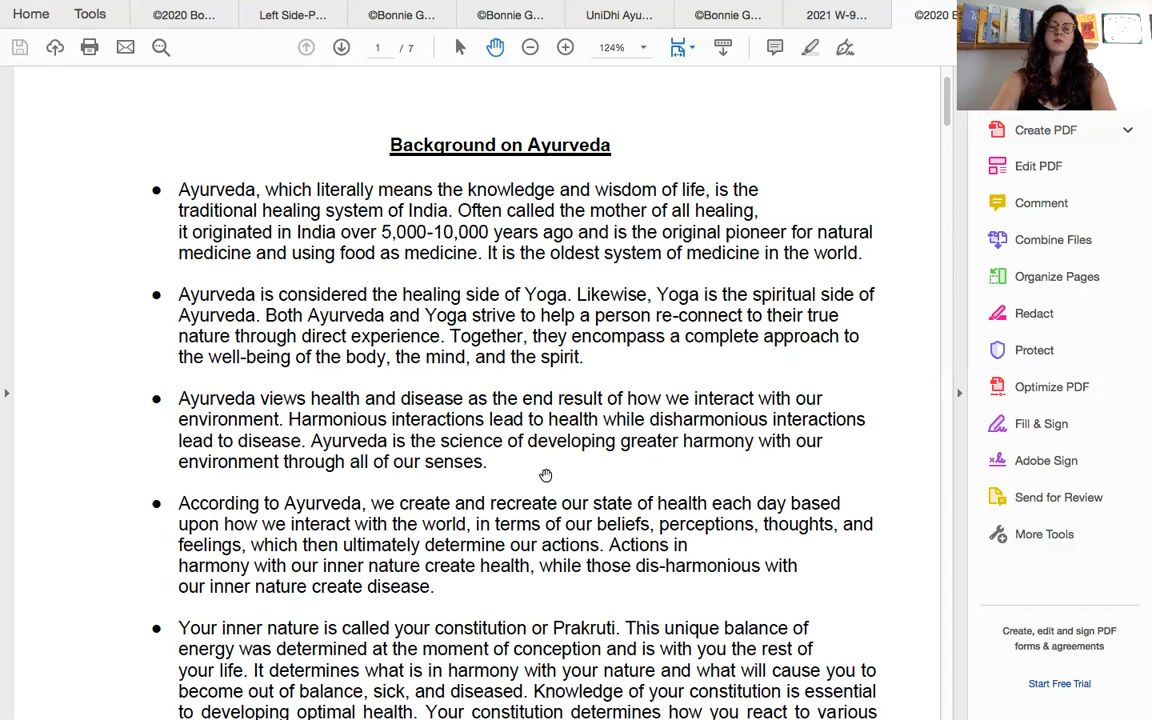 Home Tools ©2020 Bo... Left Side-P... ©Bonnie G... ©Bonnie G... UniDhi Ayu... ©Bonnie G... 2021 W-9... ©2020 B
1 / 7 124%
Background on Ayurveda
● Ayurveda, which literally means the knowledge and wisdom of life, is the
traditional healing system of India. Often called the mother of all healing,
it originated in India over 5,000-10,000 years ago and is the original pioneer for natural
medicine and using food as medicine. It is the oldest system of medicine in the world.
● Ayurveda is considered the healing side of Yoga. Likewise, Yoga is the spiritual side of
Ayurveda. Both Ayurveda and Yoga strive to help a person re-connect to their true
nature through direct experience. Together, they encompass a complete approach to
the well-being of the body, the mind, and the spirit.
● Ayurveda views health and disease as the end result of how we interact with our
environment. Harmonious interactions lead to health while disharmonious interactions
lead to disease. Ayurveda is the science of developing greater harmony with our
environment through all of our senses.
● According to Ayurveda, we create and recreate our state of health each day based
upon how we interact with the world, in terms of our beliefs, perceptions, thoughts, and
feelings, which then ultimately determine our actions. Actions in
harmony with our inner nature create health, while those dis-harmonious with
our inner nature create disease.
● Your inner nature is called your constitution or Prakruti. This unique balance of
energy was determined at the moment of conception and is with you the rest of
your life. It determines what is in harmony with your nature and what will cause you to
become out of balance, sick, and diseased. Knowledge of your constitution is essential
to developing optimal health. Your constitution determines how you react to various
Create PDF
Edit PDF
Comment
Combine Files
Organize Pages
Redact
Protect
Optimize PDF
Fill & Sign
Adobe Sign
Send for Review
More Tools
Create, edit and sign PDF
forms & agreements
Start Free Trial